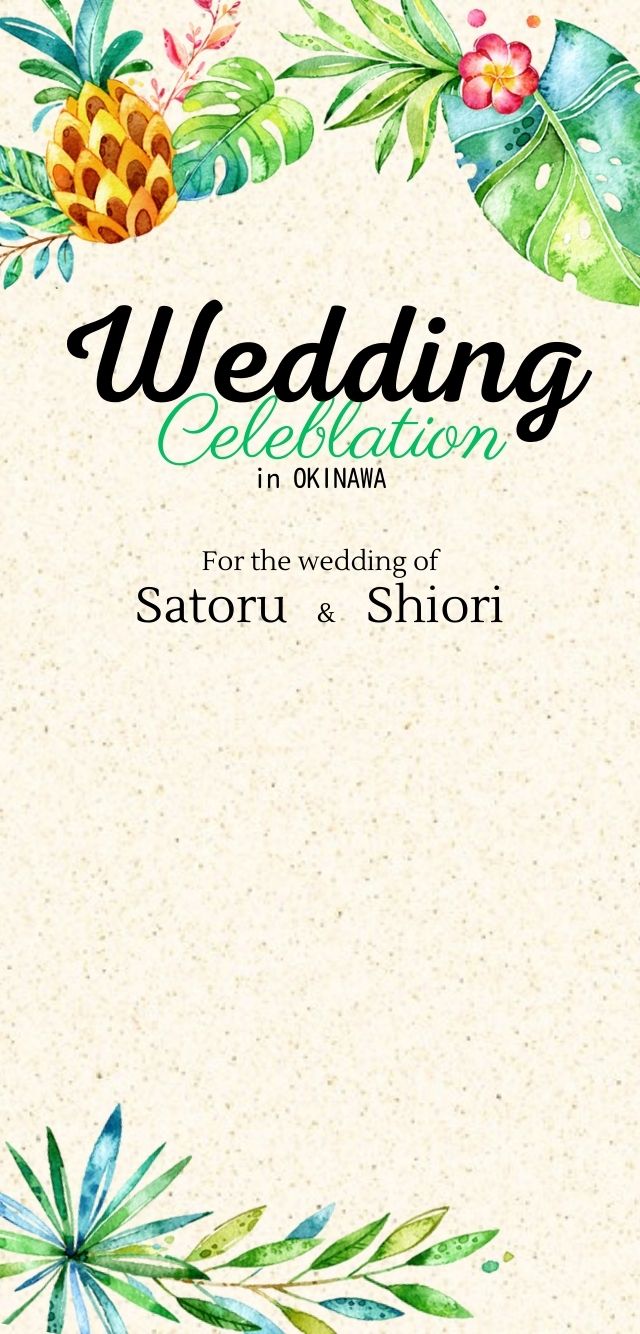 Wedding
Celeblation
in OKINAWA
For the wedding of
Satoru & Shiori